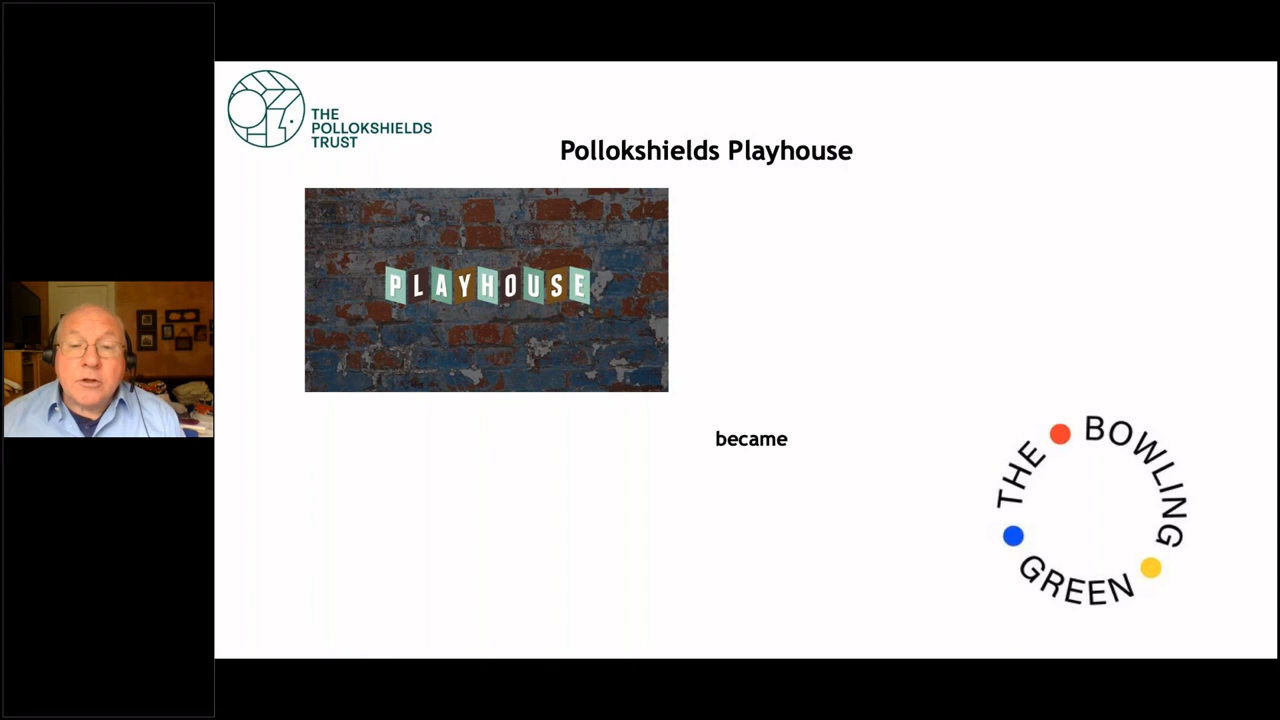 THE
POLLOKSHIELDS
TRUST
Pollokshields Playhouse
PLAYHOUSE
became
THE BOWLING GREEN